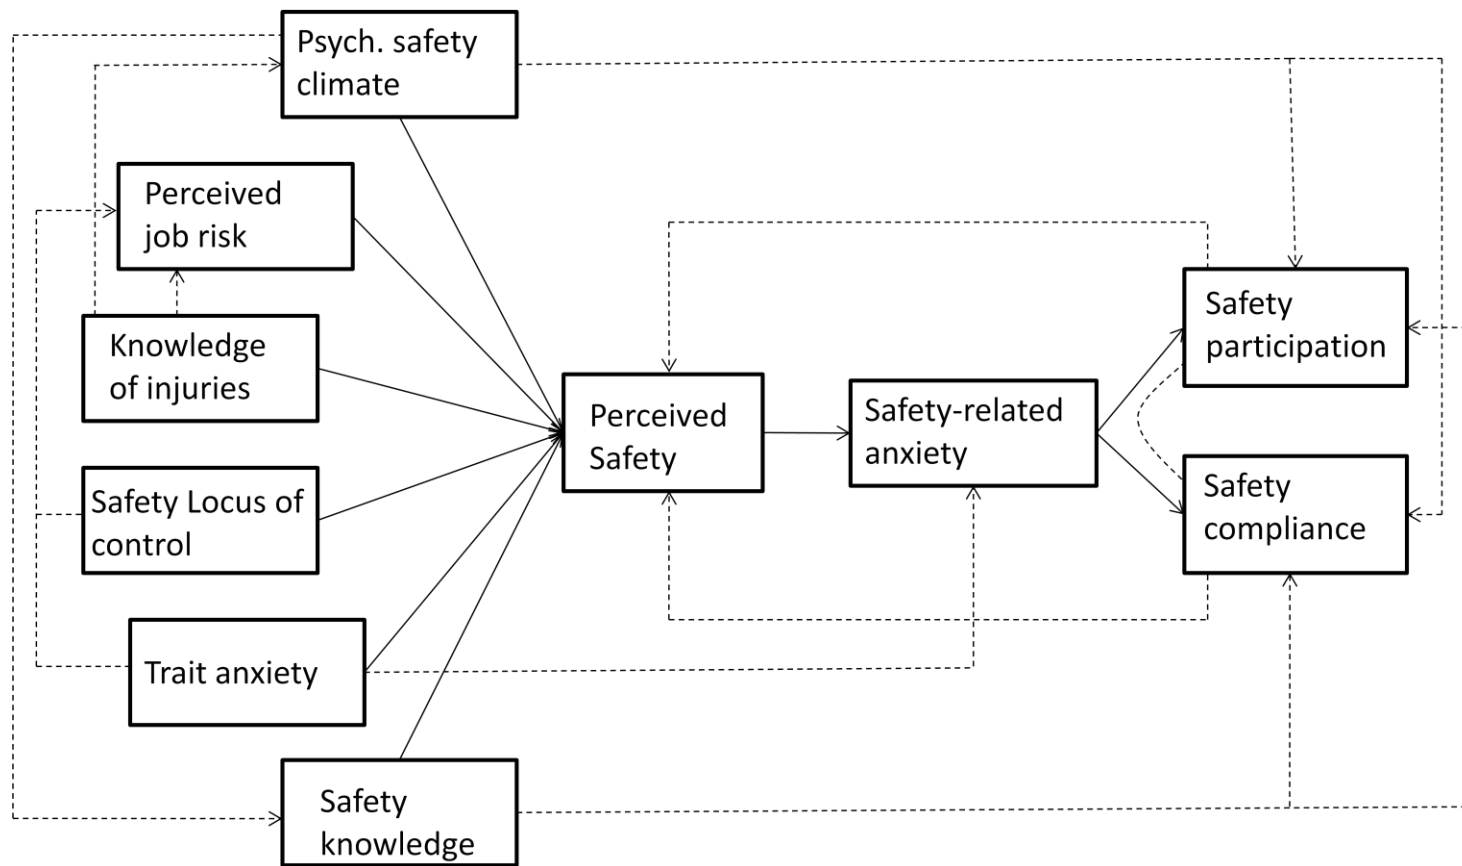 Psych. safety
climate
Perceived
job risk
Knowledge
of injuries
Safety Locus of
control
Trait anxiety
Safety
knowledge
Perceived
Safety
Safety-related
anxiety
Safety
participation
Safety
compliance